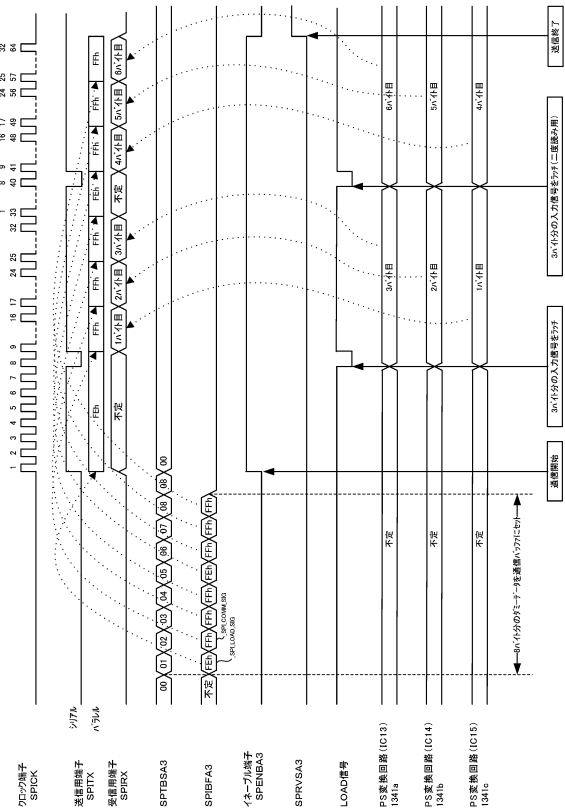 クロック端子
SPICK
1 2 3 4 5 6 7 8 9 16 17 24 25 32 33 40 41 48 49 56 57 64
1 8 9 16 17 24 25 32
送信用端子
SPITX
シリアル
パラレル
FEh FFh FFh FFh FEh FFh FFh FFh
受信用端子
SPIRX
不定 1バイト目 2バイト目 3バイト目 不定 4バイト目 5バイト目 6バイト目
SPTBSA3
00 01 02 03 04 05 06 07 08 08 00
SPIBFA3
不定 FEh FFh FFh FFh FEh FFh FFh FFh
_SPI_LOAD_SIG
_SPI_COMM_SIG
イネーブル端子
SPENBA3
SPRVSA3
LOAD信号
PS変換回路(IC13)
1341a
不定 3バイト目 6バイト目
PS変換回路(IC14)
1341b
不定 2バイト目 5バイト目
PS変換回路(IC15)
1341c
不定 1バイト目 4バイト目
8バイト分のダミーデータを通信バッファにセット
通信開始
3バイト分の入力信号をラッチ
3バイト分の入力信号をラッチ(二度読み用)
送信終了